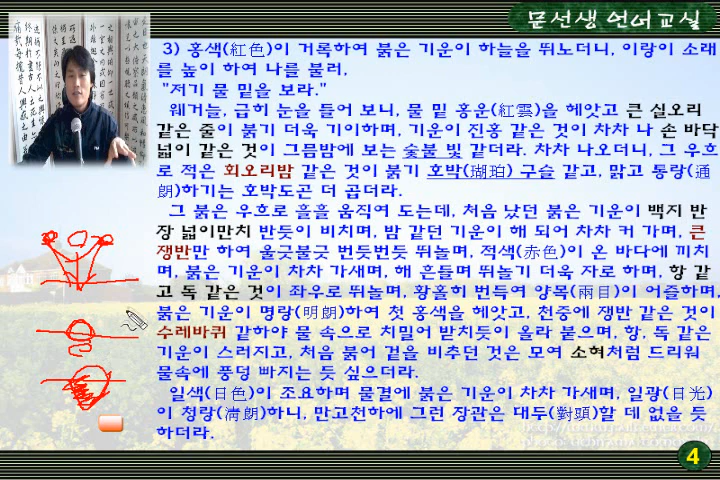 문선생 언어교실
3) 홍색(紅色)이 거록하여 붉은 기운이 하늘을 뛰노더니, 이랑이 소래
를 높이 하여 나를 불러,
"저기 물 밑을 보라."
웨거늘, 급히 눈을 들어 보니, 물 밑 홍운(紅雲)을 헤앗고 큰 실오리
같은 줄이 붉기 더욱 기이하며, 기운이 진홍 같은 것이 차차 나 손 바닥
넓이 같은 것이 그믐밤에 보는 숯불 빛 같더라. 차차 나오더니, 그 우흐
로 적은 회오리밤 같은 것이 붉기 호박(瑚珀) 구슬 같고, 맑고 통랑(通
朗)하기는 호박도곤 더 곱더라.
그 붉은 우흐로 흘흘 움직여 도는데, 처음 났던 붉은 기운이 백지 반
장 넓이만치 반듯이 비치며, 밤 같던 기운이 해 되어 차차 커 가며, 큰
쟁반만 하여 울긋불긋 번듯번듯 뛰놀며, 적색(赤色)이 온 바다에 끼치
며, 붉은 기운이 차차 가새며, 해 흔들며 뛰놀기 더욱 자로 하며, 항 같
고 독 같은 것이 좌우로 뛰놀며, 황홀히 번득여 양목(兩目)이 어즐하며,
붉은 기운이 명랑(明朗)하여 첫 홍색을 헤앗고, 천중에 쟁반 같은 것이
수레바퀴 같하야 물 속으로 치밀어 받치듯이 올라 붙으며, 항, 독 같은
기운이 스러지고, 처음 붉어 겉을 비추던 것은 모여 소혀처럼 드리워
물속에 풍덩 빠지는 듯 싶으더라.
일색(日色)이 조요하며 물결에 붉은 기운이 차차 가새며, 일광(日光)
이 청랑(淸朗)하니, 만고천하에 그런 장관은 대두(對頭)할 데 없을 듯
하더라.
4